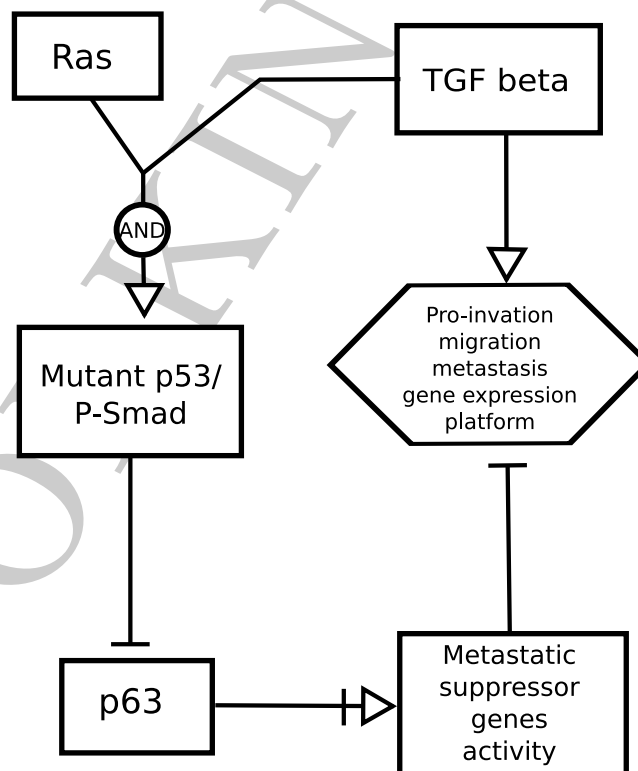 Ras
TGF beta
AND
Pro-invation
migration
metastasis
gene expression
platform
Mutant p53/
P-Smad
p63
Metastatic
suppressor
genes
activity